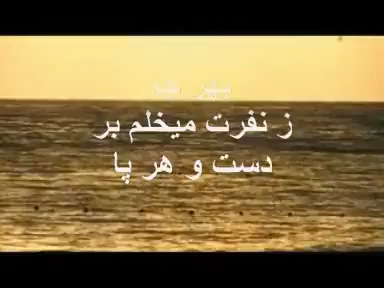 ز نفرت میخلم بر
دست و هر پا